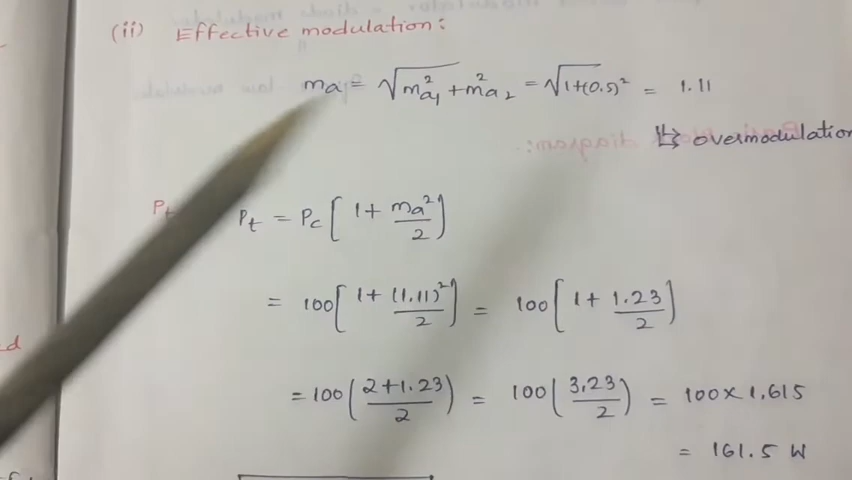 (ii) Effective modulation:
ma = √m²a₁ + m²a₂ = √1+(0.5)² = 1.11
↳ overmodulation
Pt
Pt = Pc [1 + ma²/2]
= 100[1 + (1.11)²/2] = 100[1 + 1.23/2]
= 100(2+1.23/2) = 100(3.23/2) = 100×1.615
= 161.5 W